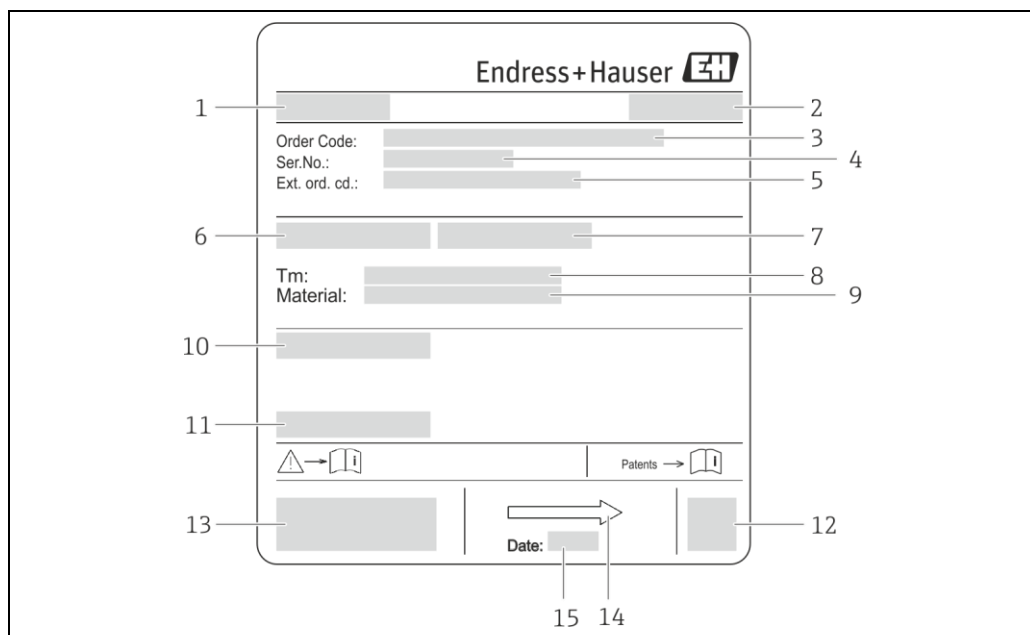 Endress+Hauser EH
1 2
Order Code: 3
Ser.No.: 4
Ext. ord. cd.: 5
6 7
Tm: 8
Material: 9
10
11
i Patents → i
13 12
Date:
15 14